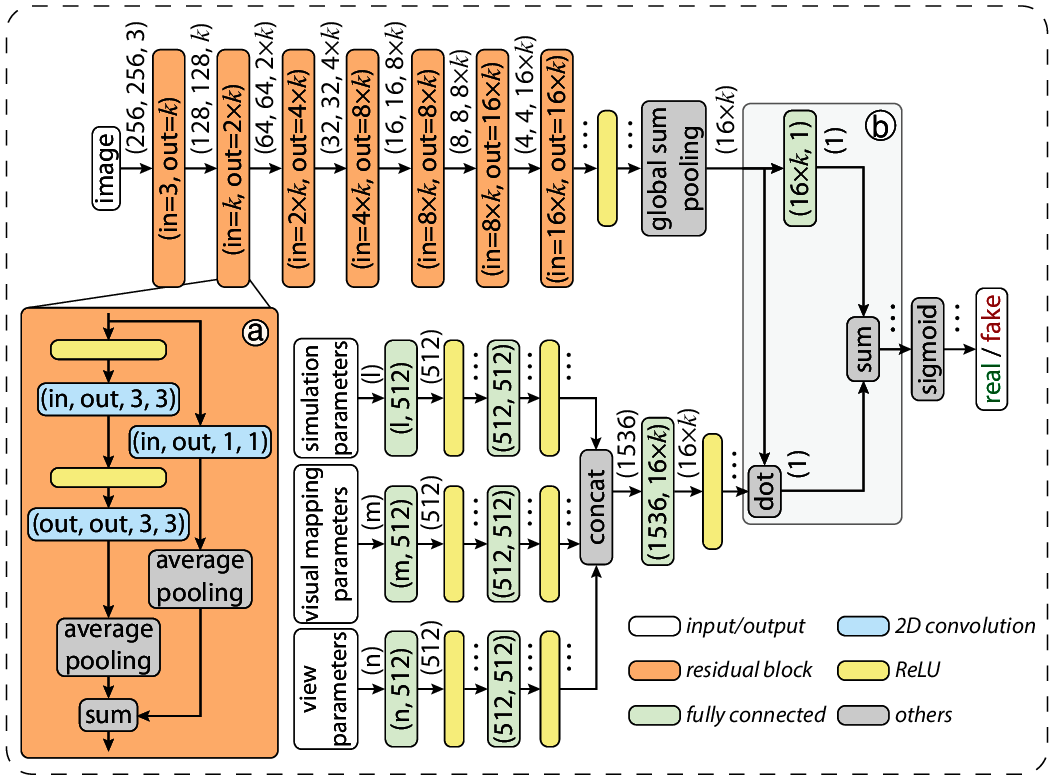 image
(256, 256, 3)
(in=3, out=k)
(128, 128, k)
(in=k, out=2×k)
(64, 64, 2×k)
(in=2×k, out=4×k)
(32, 32, 4×k)
(in=4×k, out=8×k)
(16, 16, 8×k)
(in=8×k, out=8×k)
(8, 8, 8×k)
(in=8×k, out=16×k)
(4, 4, 16×k)
(in=16×k, out=16×k)
global sum
pooling
(16×k)
b
(16×k, 1)
(1)
sum
sigmoid
real / fake
a
(in, out, 3, 3)
(in, out, 1, 1)
(out, out, 3, 3)
average
pooling
average
pooling
sum
simulation
parameters
(l)
(l, 512)
(512)
(512, 512)
visual mapping
parameters
(m)
(m, 512)
(512)
(512, 512)
view
parameters
(n)
(n, 512)
(512)
(512, 512)
concat
(1536)
(1536, 16×k)
(16×k)
dot
(1)
input/output
2D convolution
residual block
ReLU
fully connected
others